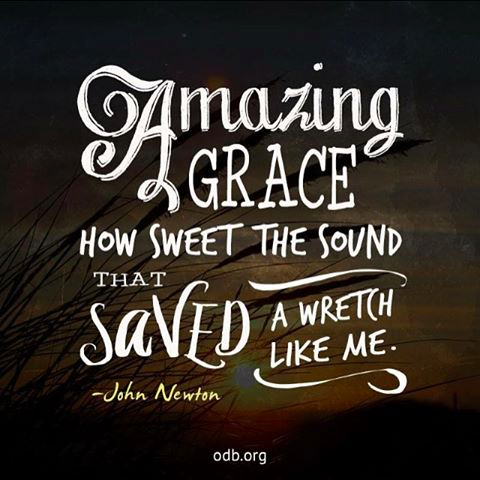 Amazing
GRACE
HOW SWEET THE SOUND
THAT
SAVED
A WRETCH
LIKE ME.
-John Newton
odb.org